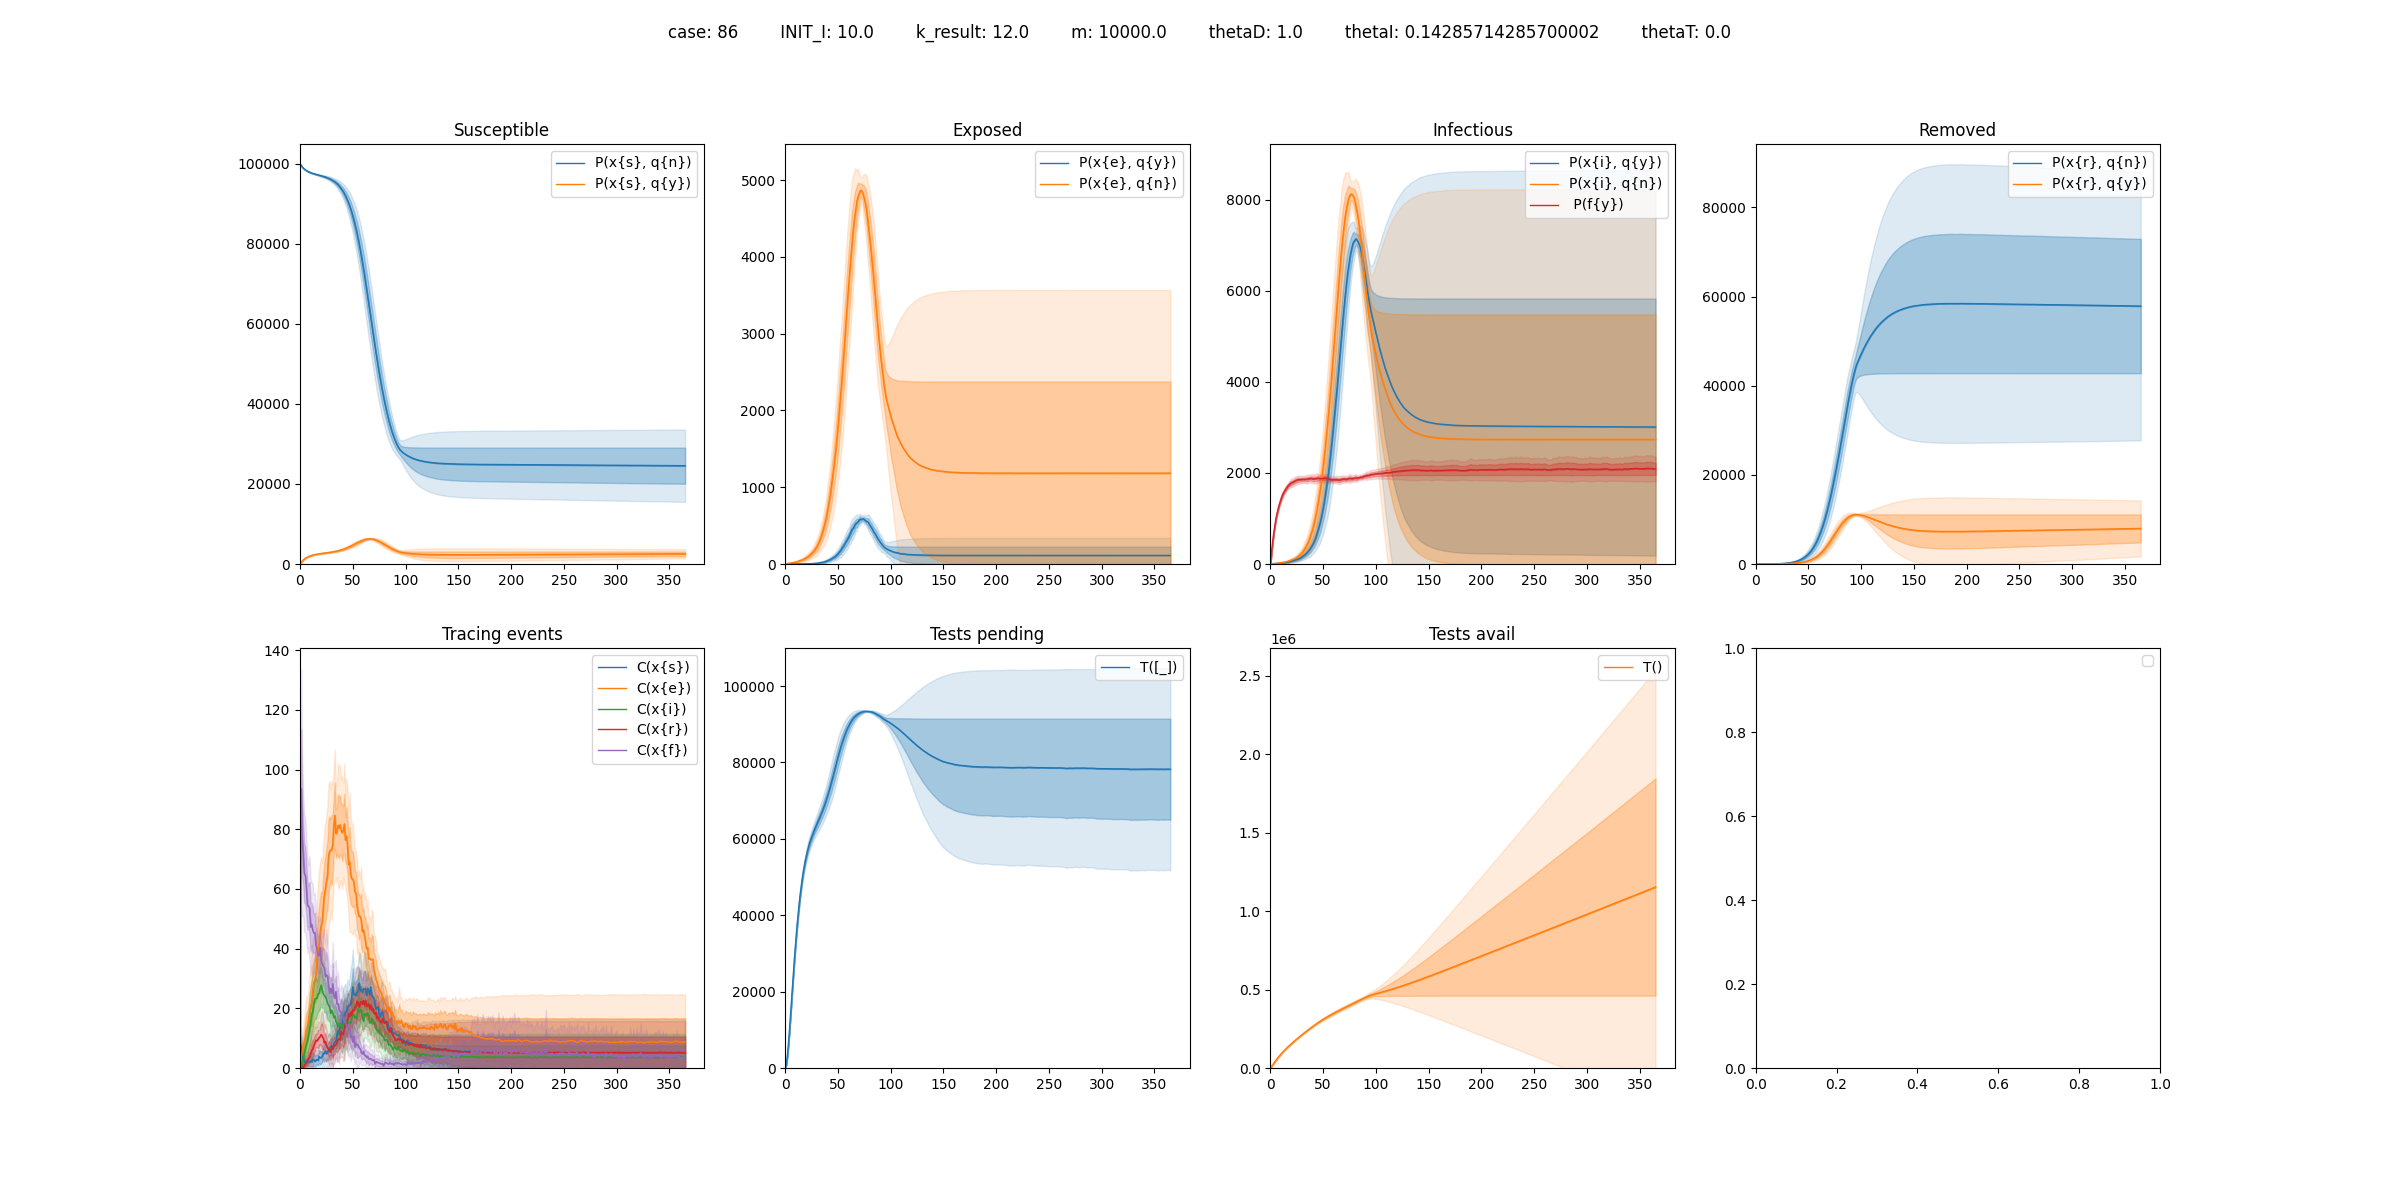 case: 86 INIT_I: 10.0 k_result: 12.0 m: 10000.0 thetaD: 1.0 thetaI: 0.14285714285700002 thetaT: 0.0
Susceptible
100000
80000
60000
40000
20000
0
0 50 100 150 200 250 300 350
P(x{s}, q{n})
P(x{s}, q{y})
Exposed
5000
4000
3000
2000
1000
0
0 50 100 150 200 250 300 350
P(x{e}, q{y})
P(x{e}, q{n})
Infectious
8000
6000
4000
2000
0
0 50 100 150 200 250 300 350
P(x{i}, q{y})
P(x{i}, q{n})
P(f{y})
Removed
80000
60000
40000
20000
0
0 50 100 150 200 250 300 350
P(x{r}, q{n})
P(x{r}, q{y})
Tracing events
140
120
100
80
60
40
20
0
0 50 100 150 200 250 300 350
C(x{s})
C(x{e})
C(x{i})
C(x{r})
C(x{f})
Tests pending
100000
80000
60000
40000
20000
0
0 50 100 150 200 250 300 350
T([_])
Tests avail
1e6
2.5
2.0
1.5
1.0
0.5
0.0
0 50 100 150 200 250 300 350
T()
1.0
0.8
0.6
0.4
0.2
0.0
0.0 0.2 0.4 0.6 0.8 1.0